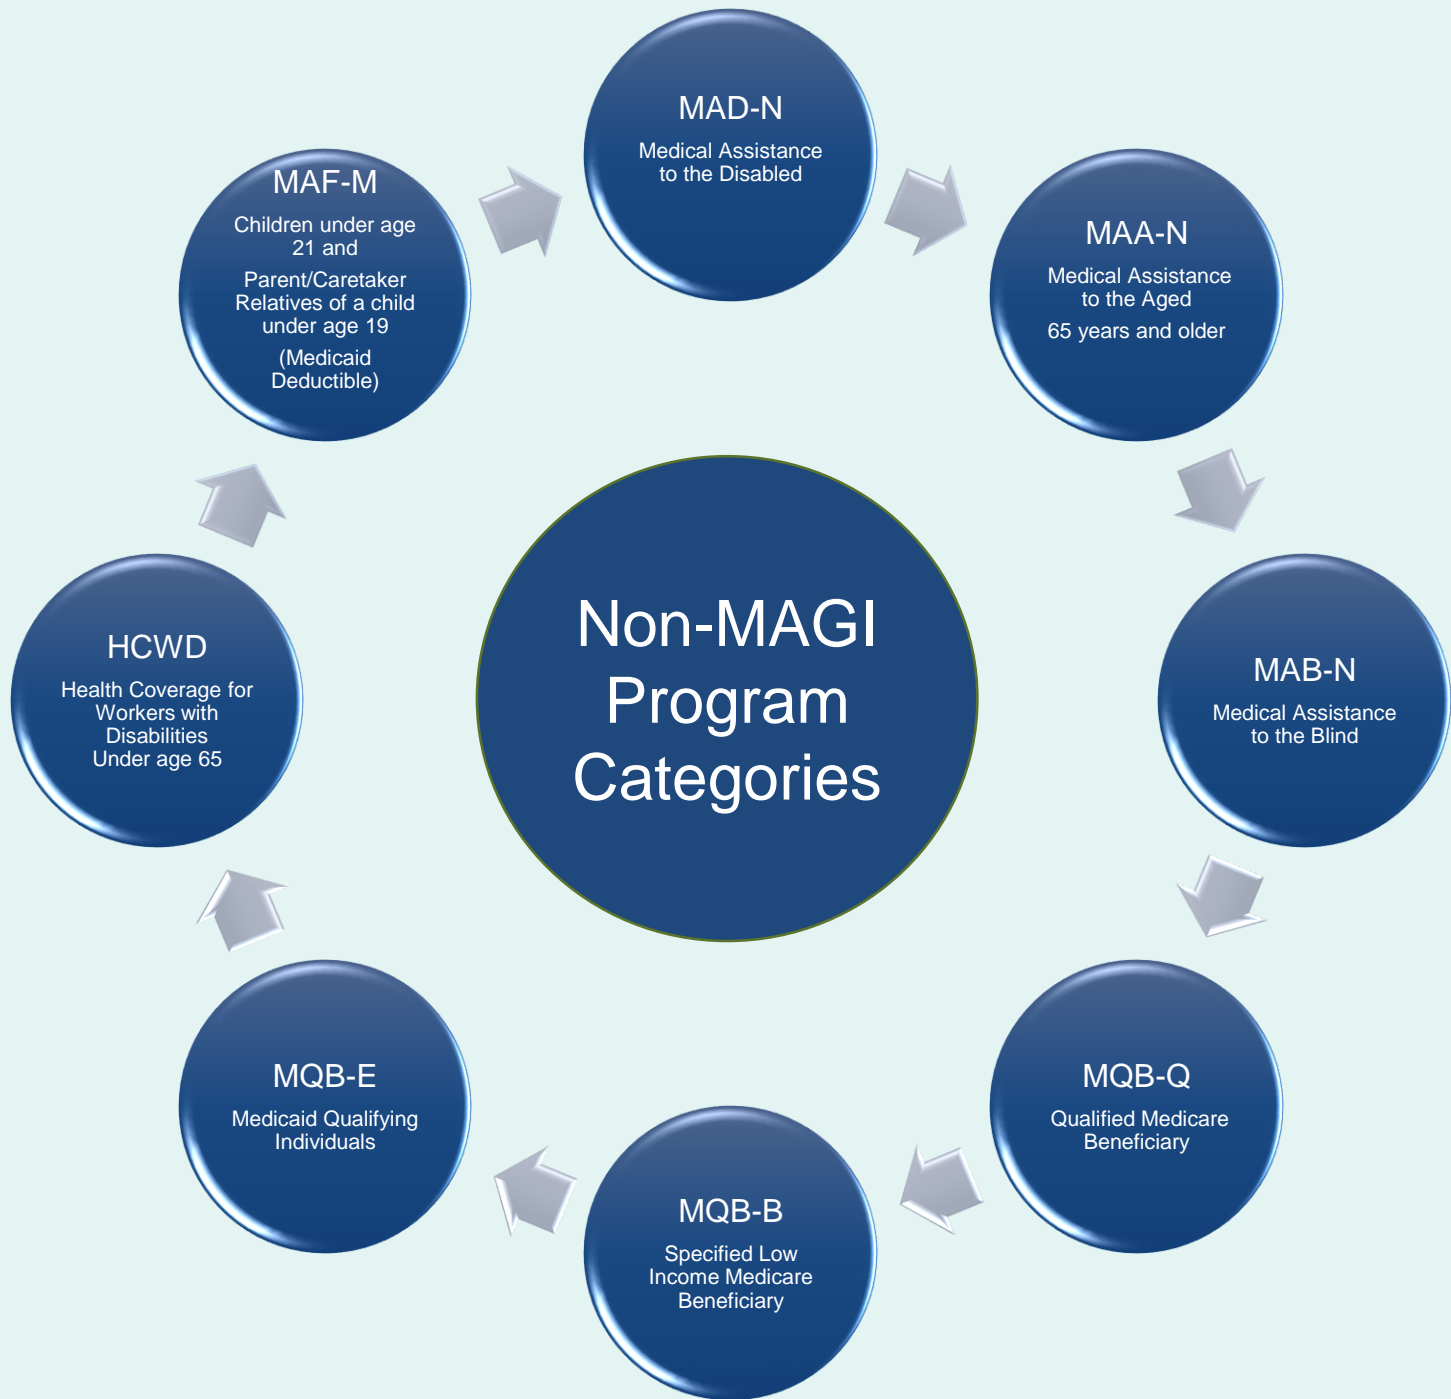 MAD-N
Medical Assistance
to the Disabled
MAA-N
Medical Assistance
to the Aged
65 years and older
MAB-N
Medical Assistance
to the Blind
MQB-Q
Qualified Medicare
Beneficiary
MQB-B
Specified Low
Income Medicare
Beneficiary
MQB-E
Medicaid Qualifying
Individuals
HCWD
Health Coverage for
Workers with
Disabilities
Under age 65
MAF-M
Children under age
21 and
Parent/Caretaker
Relatives of a child
under age 19
(Medicaid
Deductible)
Non-MAGI
Program
Categories